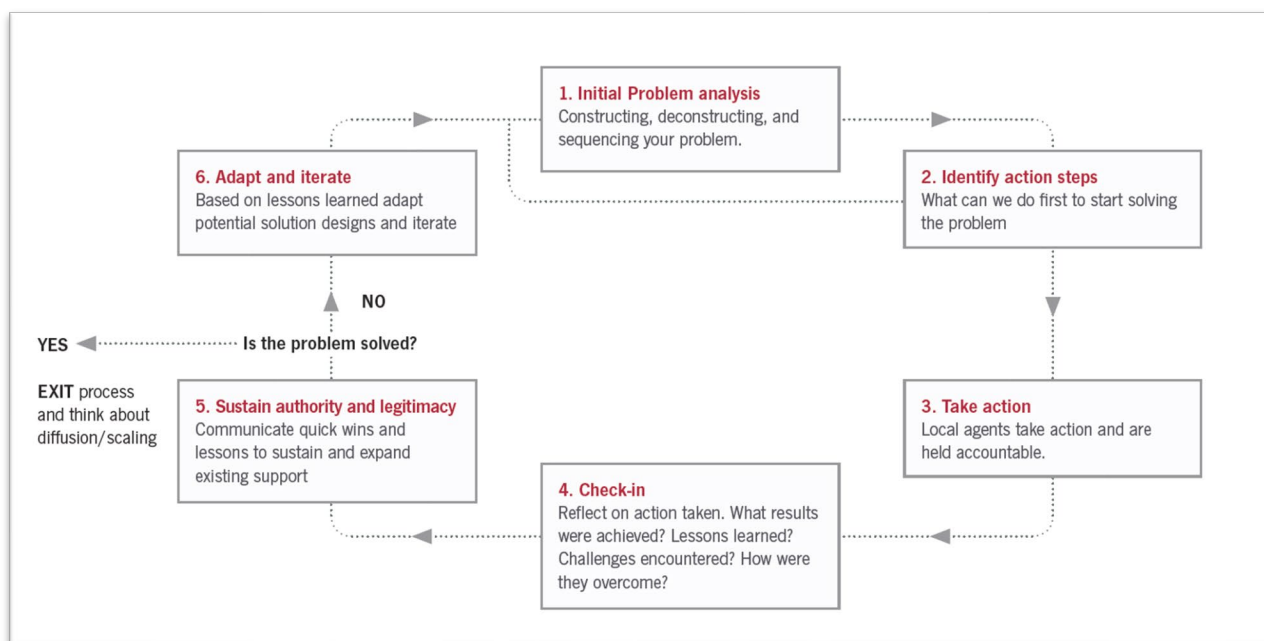 1. Initial Problem analysis
Constructing, deconstructing, and
sequencing your problem.
2. Identify action steps
What can we do first to start solving
the problem
3. Take action
Local agents take action and are
held accountable.
4. Check-in
Reflect on action taken. What results
were achieved? Lessons learned?
Challenges encountered? How were
they overcome?
5. Sustain authority and legitimacy
Communicate quick wins and
lessons to sustain and expand
existing support
Is the problem solved?
YES
EXIT process
and think about
diffusion/scaling
NO
6. Adapt and iterate
Based on lessons learned adapt
potential solution designs and iterate